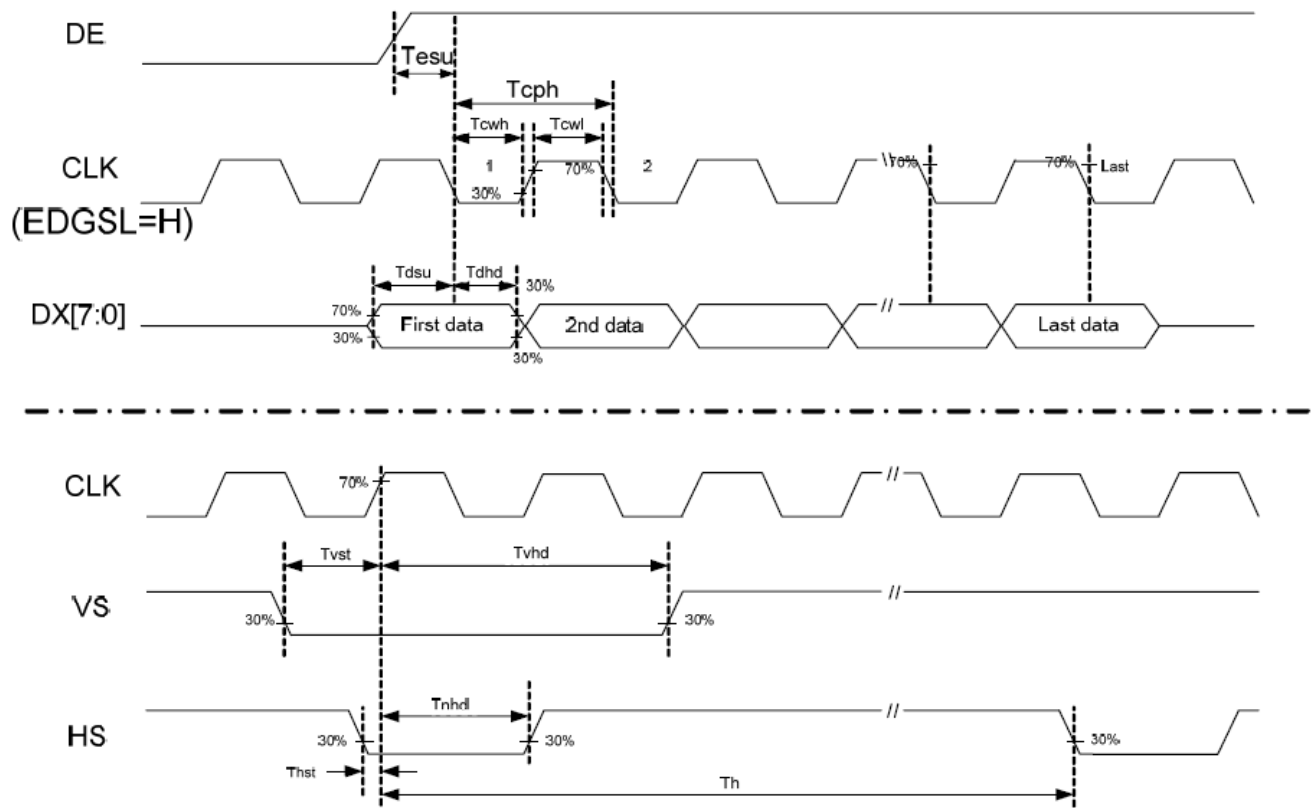 DE
Tesu
Tcph
Tcwh
Tcwl
CLK
1
30%
70%
2
\\
70%
70%
Last
(EDGSL=H)
Tdsu
Tdhd
30%
DX[7:0]
70%
30%
First data
30%
2nd data
//
Last data
CLK
70%
//
Tvst
Tvhd
VS
30%
30%
//
Tnhd
HS
30%
30%
//
30%
Thst
Th